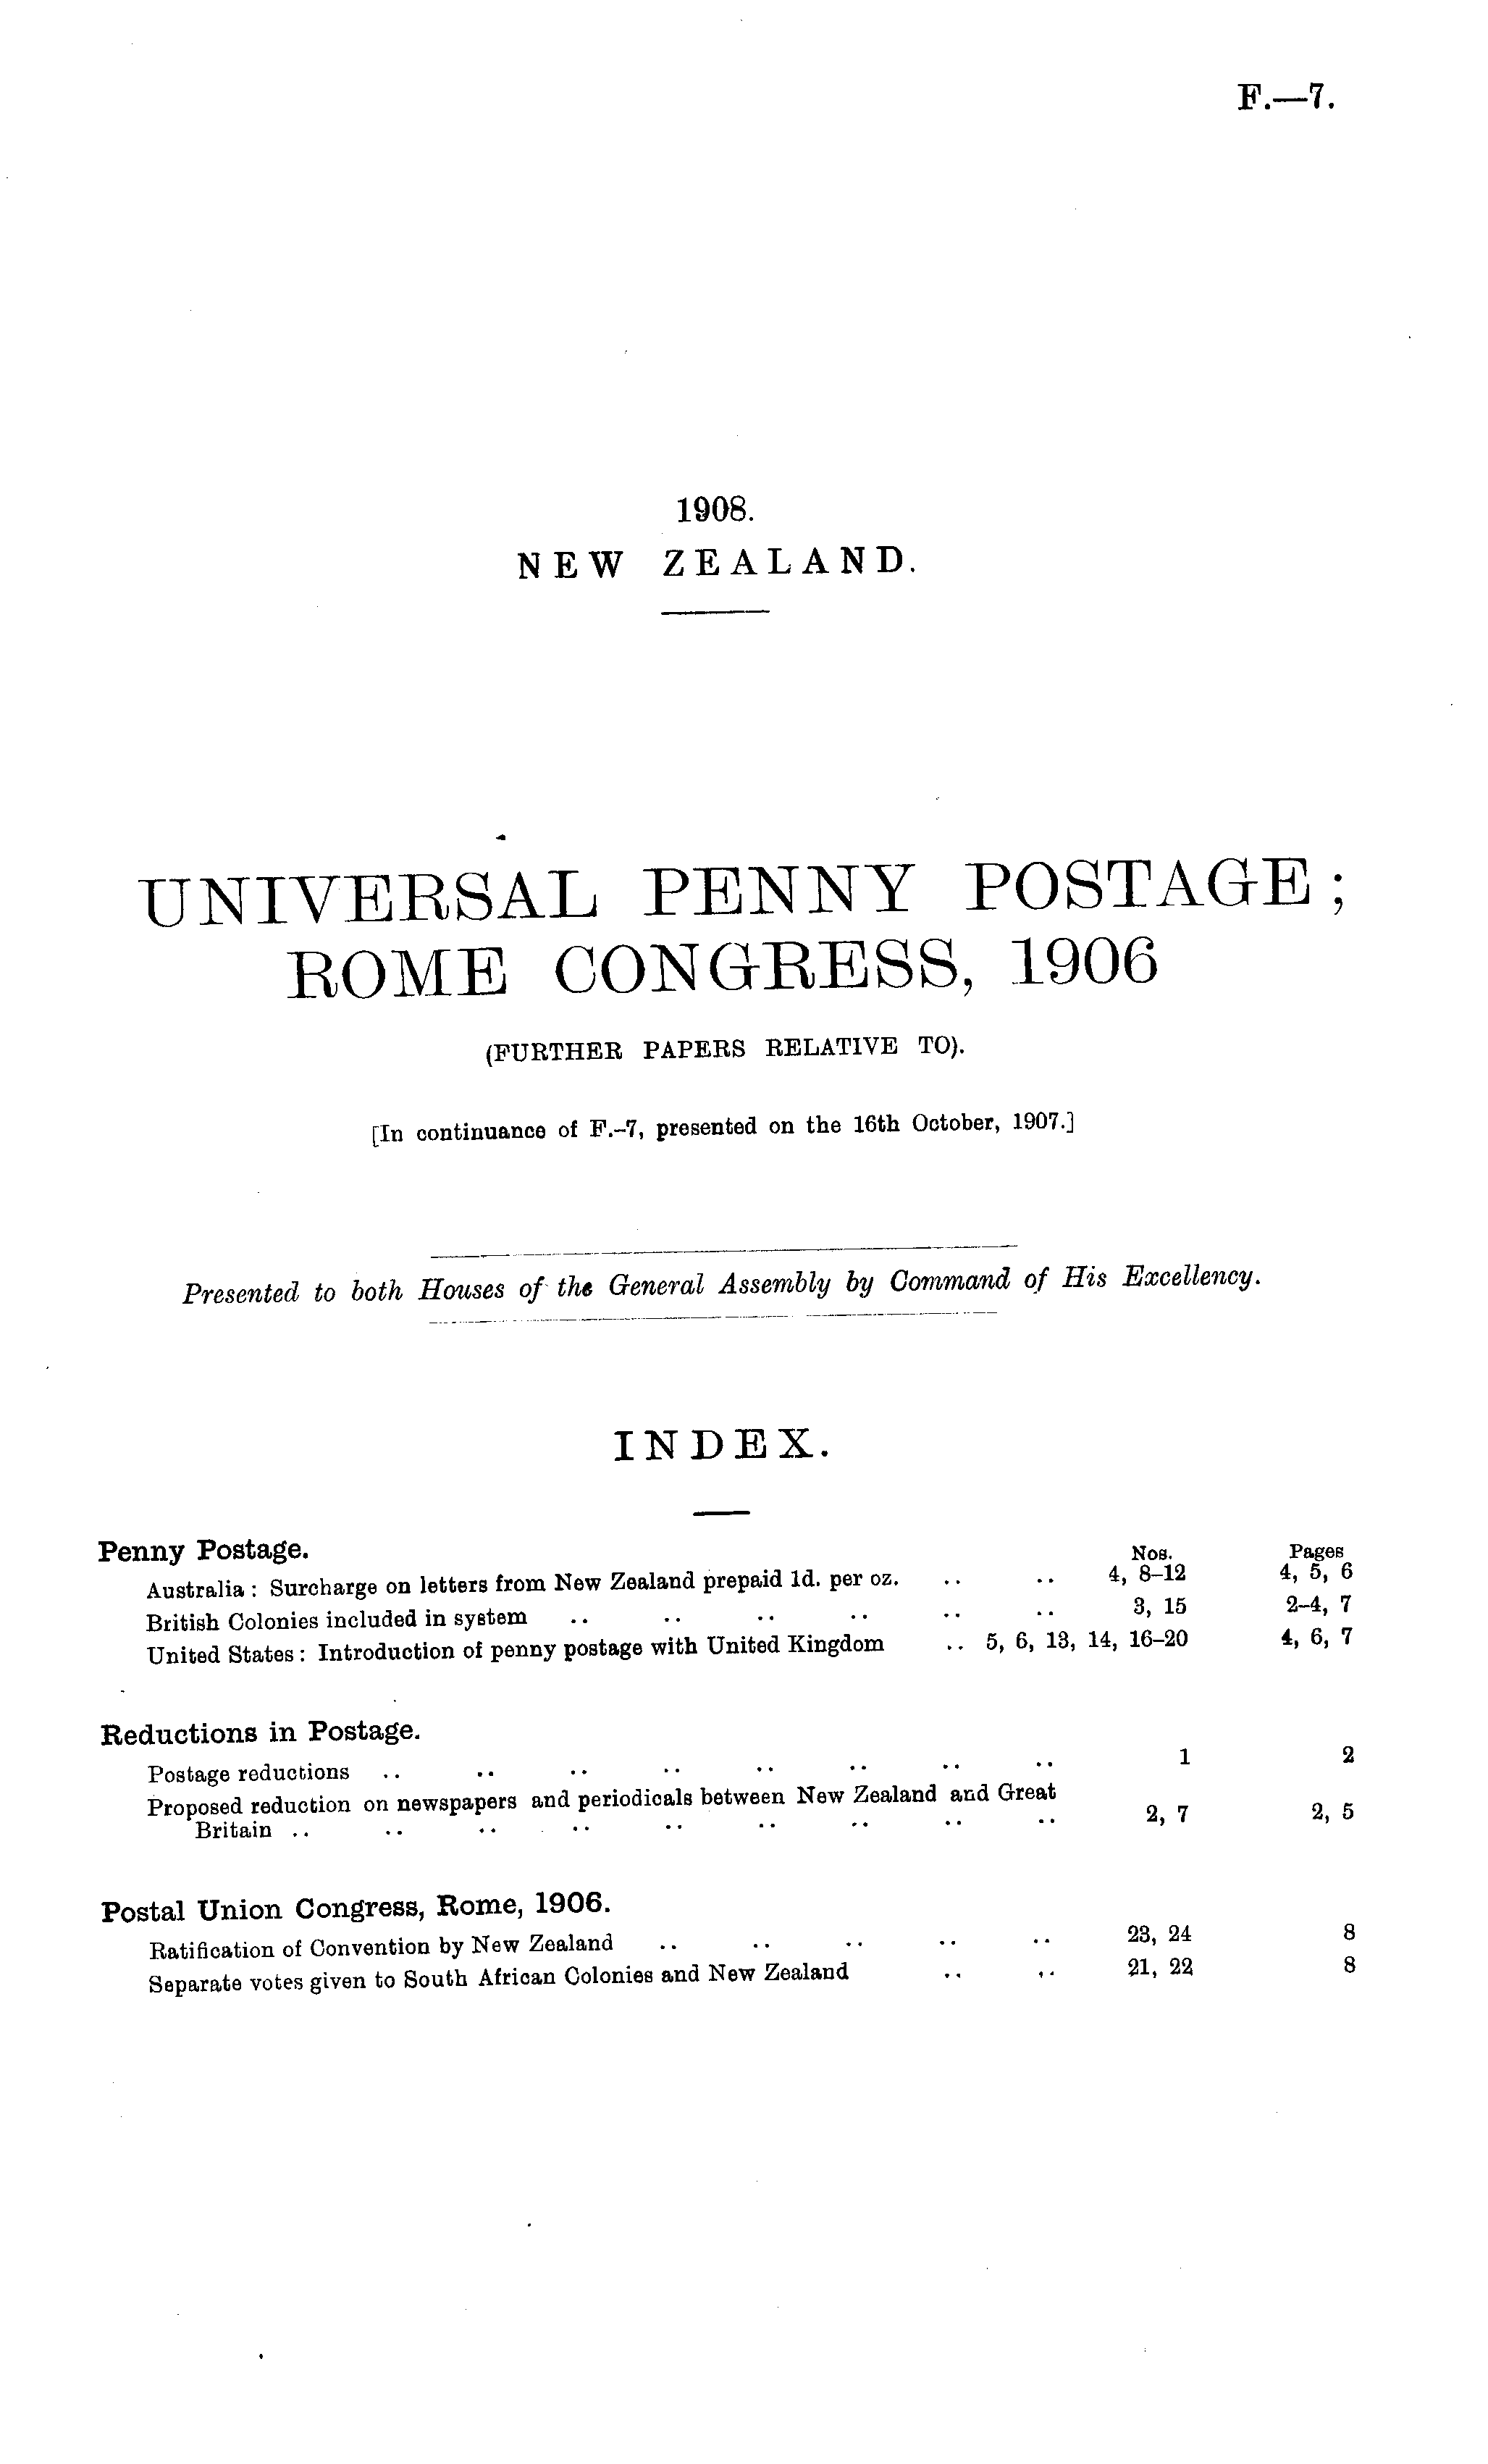 F.—7.
1908.
NEW ZEALAND.
UNIVERSAL PENNY POSTAGE;
ROME CONGRESS, 1906
(FURTHER PAPERS RELATIVE TO).
[In continuance of F.-7, presented on the 16th October, 1907.]
Presented to both Houses of the General Assembly by Command of His Excellency.
INDEX.
Penny Postage. Nos. Pages
Australia: Surcharge on letters from New Zealand prepaid 1d. per oz. .. .. 4, 8–12 4, 5, 6
British Colonies included in system .. .. .. .. .. .. 3, 15 2–4, 7
United States: Introduction of penny postage with United Kingdom .. 5, 6, 13, 14, 16–20 4, 6, 7
Reductions in Postage.
Postage reductions .. .. .. .. .. .. .. .. 1 2
Proposed reduction on newspapers and periodicals between New Zealand and Great
Britain .. .. .. .. .. .. .. .. .. 2, 7 2, 5
Postal Union Congress, Rome, 1906.
Ratification of Convention by New Zealand .. .. .. .. .. 23, 24 8
Separate votes given to South African Colonies and New Zealand .. .. 21, 22 8